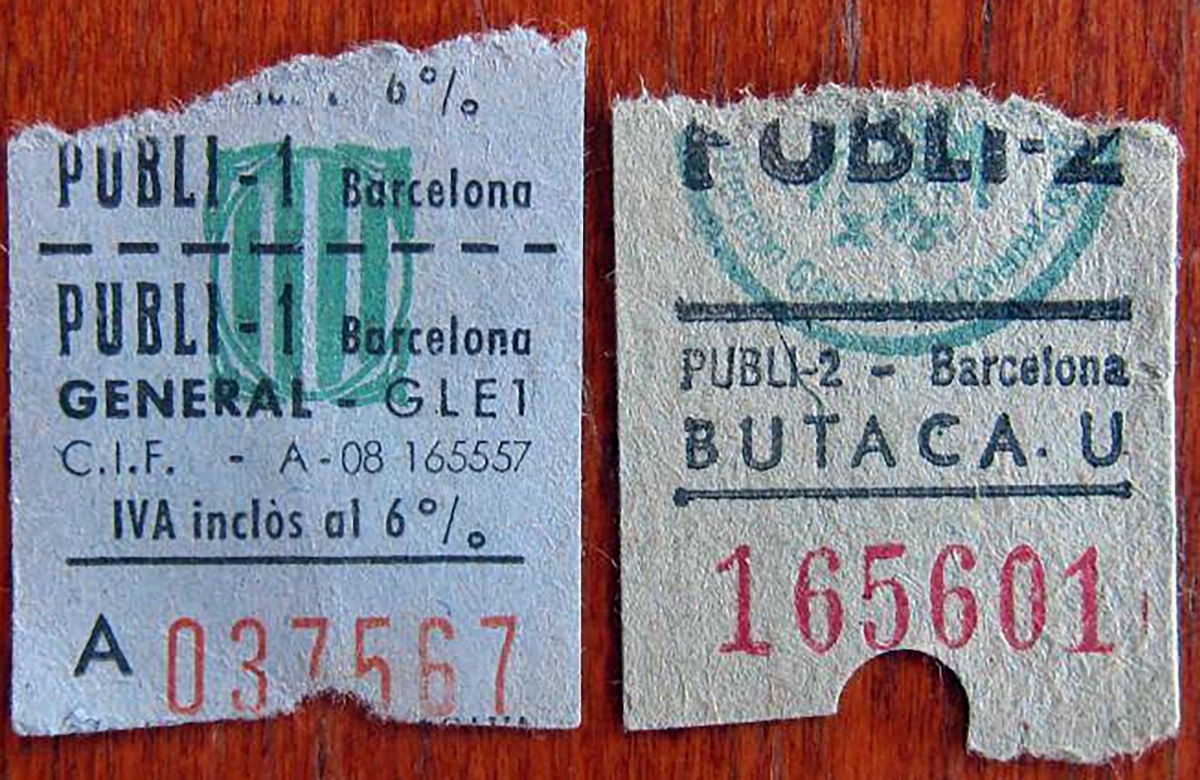 6%
PUBLI-1 Barcelona
PUBLI-1 Barcelona
GENERAL - GLE1
C.I.F. - A-08 165557
IVA inclòs al 6%
A 037567
PUBLI-2
PUBLI-2 - Barcelona
BUTACA. U
165601